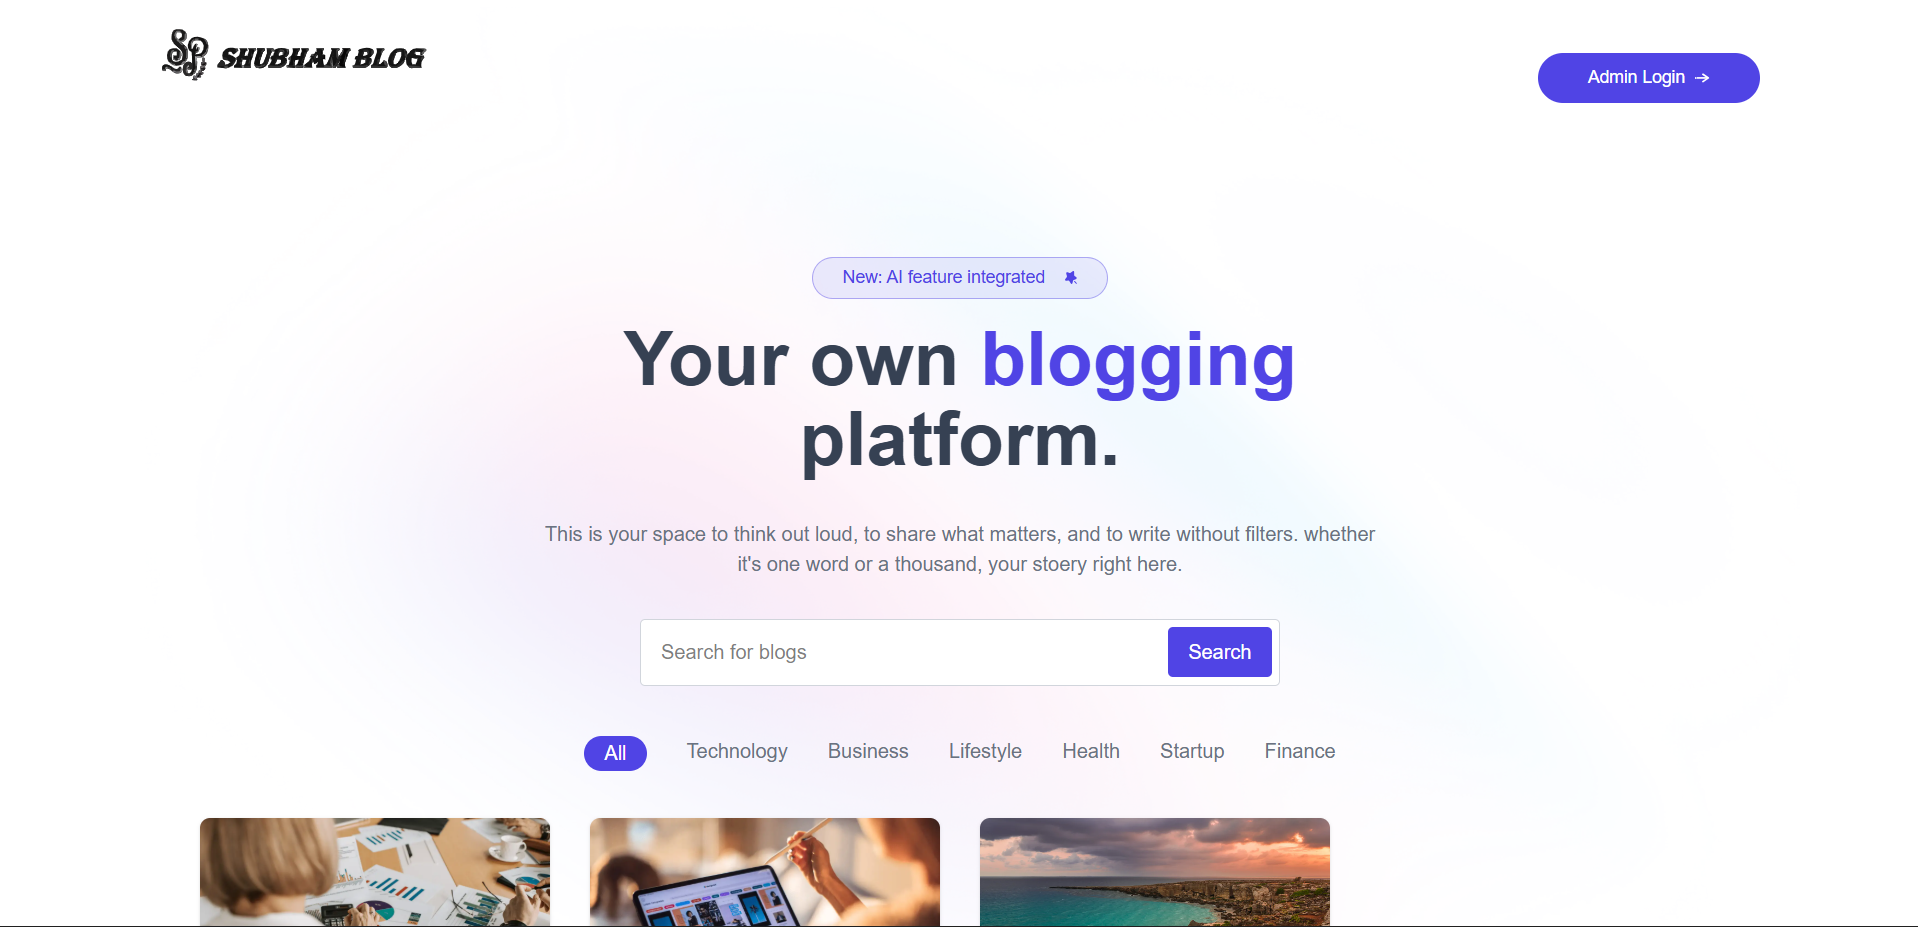 SP SHUBHAM BLOG
Admin Login →
New: AI feature integrated
Your own blogging
platform.
This is your space to think out loud, to share what matters, and to write without filters. whether
it's one word or a thousand, your stoery right here.
Search for blogs
Search
All Technology Business Lifestyle Health Startup Finance